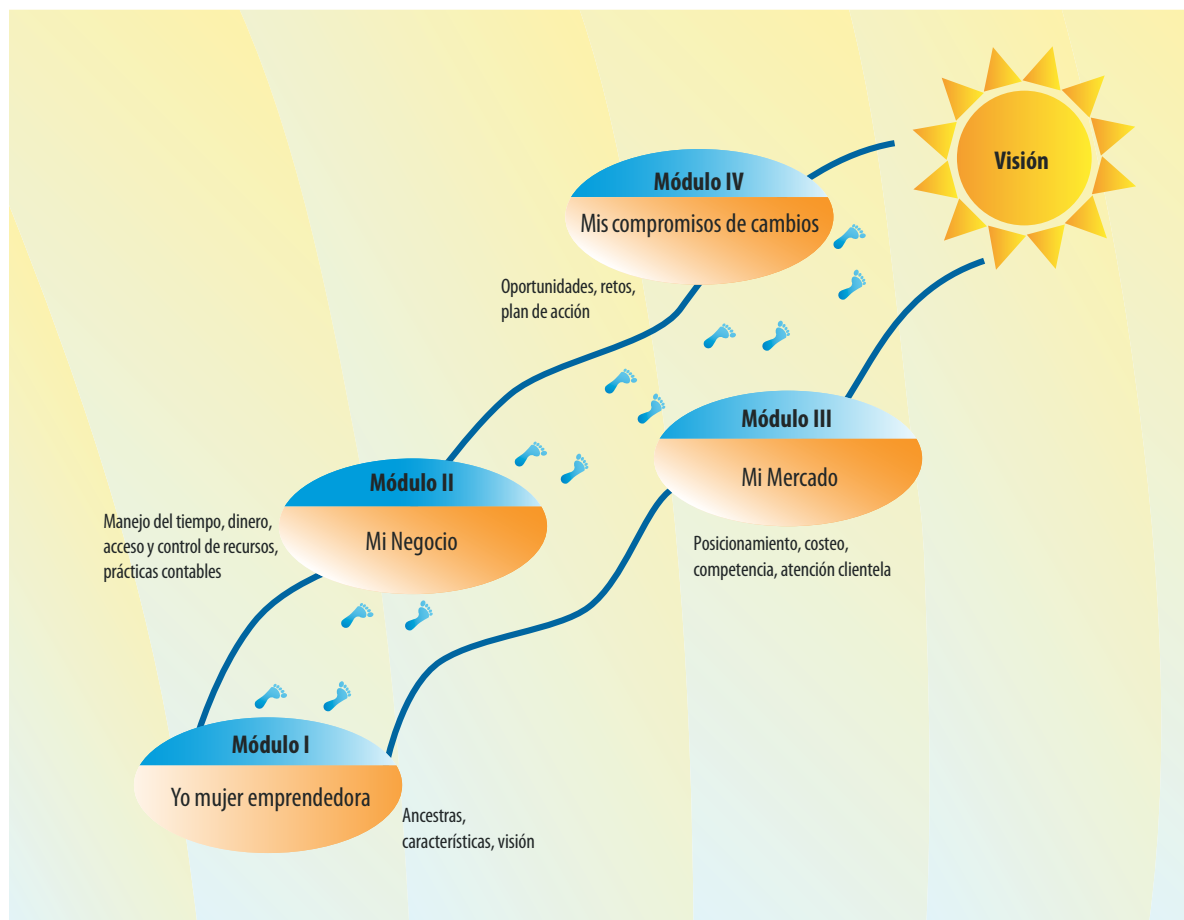 Visión
Módulo IV
Mis compromisos de cambios
Oportunidades, retos,
plan de acción
Módulo III
Mi Mercado
Posicionamiento, costeo,
competencia, atención clientela
Módulo II
Mi Negocio
Manejo del tiempo, dinero,
acceso y control de recursos,
prácticas contables
Módulo I
Yo mujer emprendedora
Ancestras,
características, visión